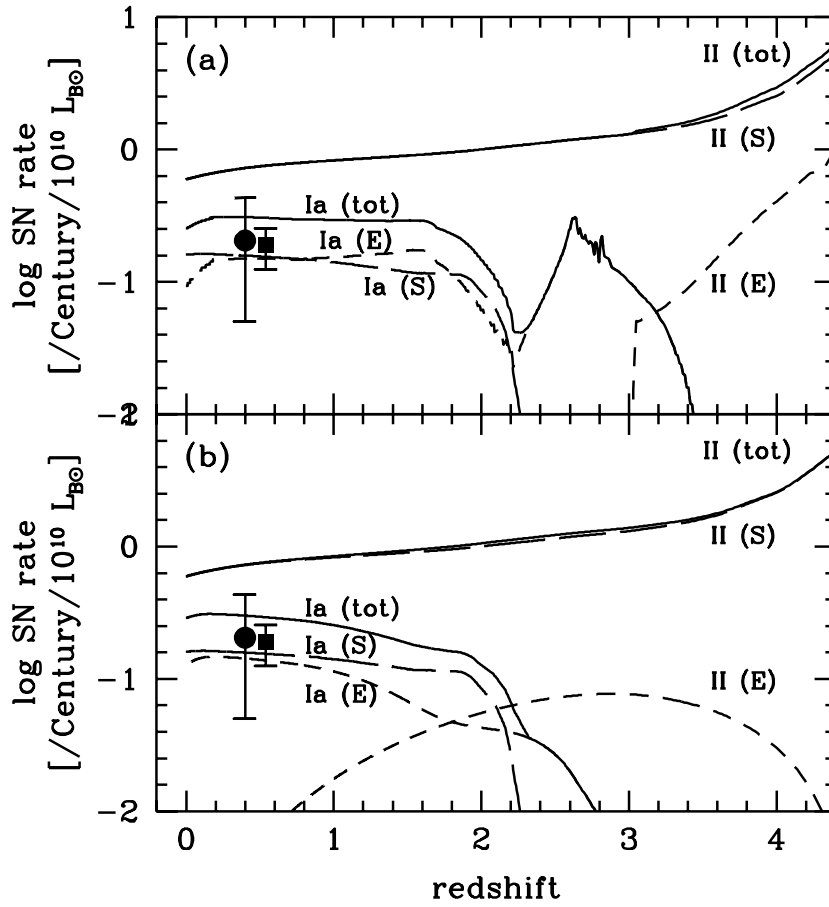 1
(a)
II (tot)
0
II (S)
Ia (tot)
Ia (E)
-1
Ia (S)
II (E)
log SN rate
[/Century/10¹⁰ L_B⊙]
(b)
II (tot)
0
II (S)
Ia (tot)
Ia (S)
-1
Ia (E)
II (E)
-2
log SN rate
[/Century/10¹⁰ L_B⊙]
0 1 2 3 4
redshift